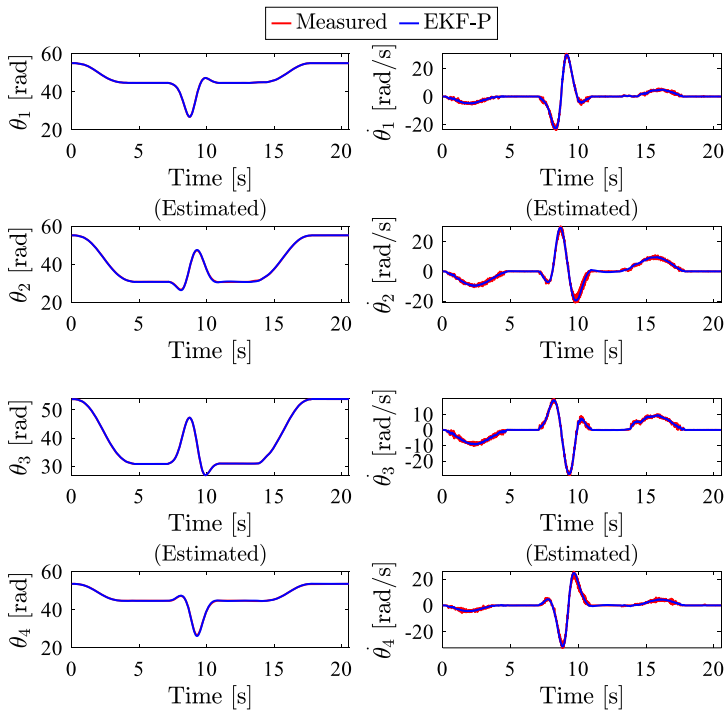 Measured EKF-P
θ1 [rad]
60
40
20
0 5 10 15 20
Time [s]
θ̇1 [rad/s]
20
0
-20
0 5 10 15 20
Time [s]
(Estimated)
θ2 [rad]
60
40
20
0 5 10 15 20
Time [s]
(Estimated)
θ̇2 [rad/s]
20
0
-20
0 5 10 15 20
Time [s]
θ3 [rad]
50
40
30
0 5 10 15 20
Time [s]
θ̇3 [rad/s]
10
0
-10
-20
0 5 10 15 20
Time [s]
(Estimated)
θ4 [rad]
60
40
20
0 5 10 15 20
Time [s]
(Estimated)
θ̇4 [rad/s]
20
0
-20
0 5 10 15 20
Time [s]